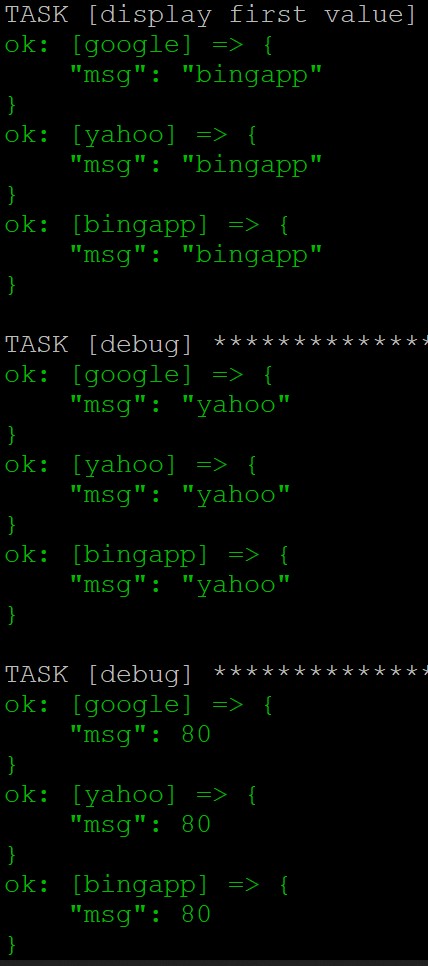 TASK [display first value]
ok: [google] => {
    "msg": "bingapp"
}
ok: [yahoo] => {
    "msg": "bingapp"
}
ok: [bingapp] => {
    "msg": "bingapp"
}
TASK [debug] **************
ok: [google] => {
    "msg": "yahoo"
}
ok: [yahoo] => {
    "msg": "yahoo"
}
ok: [bingapp] => {
    "msg": "yahoo"
}
TASK [debug] **************
ok: [google] => {
    "msg": 80
}
ok: [yahoo] => {
    "msg": 80
}
ok: [bingapp] => {
    "msg": 80
}